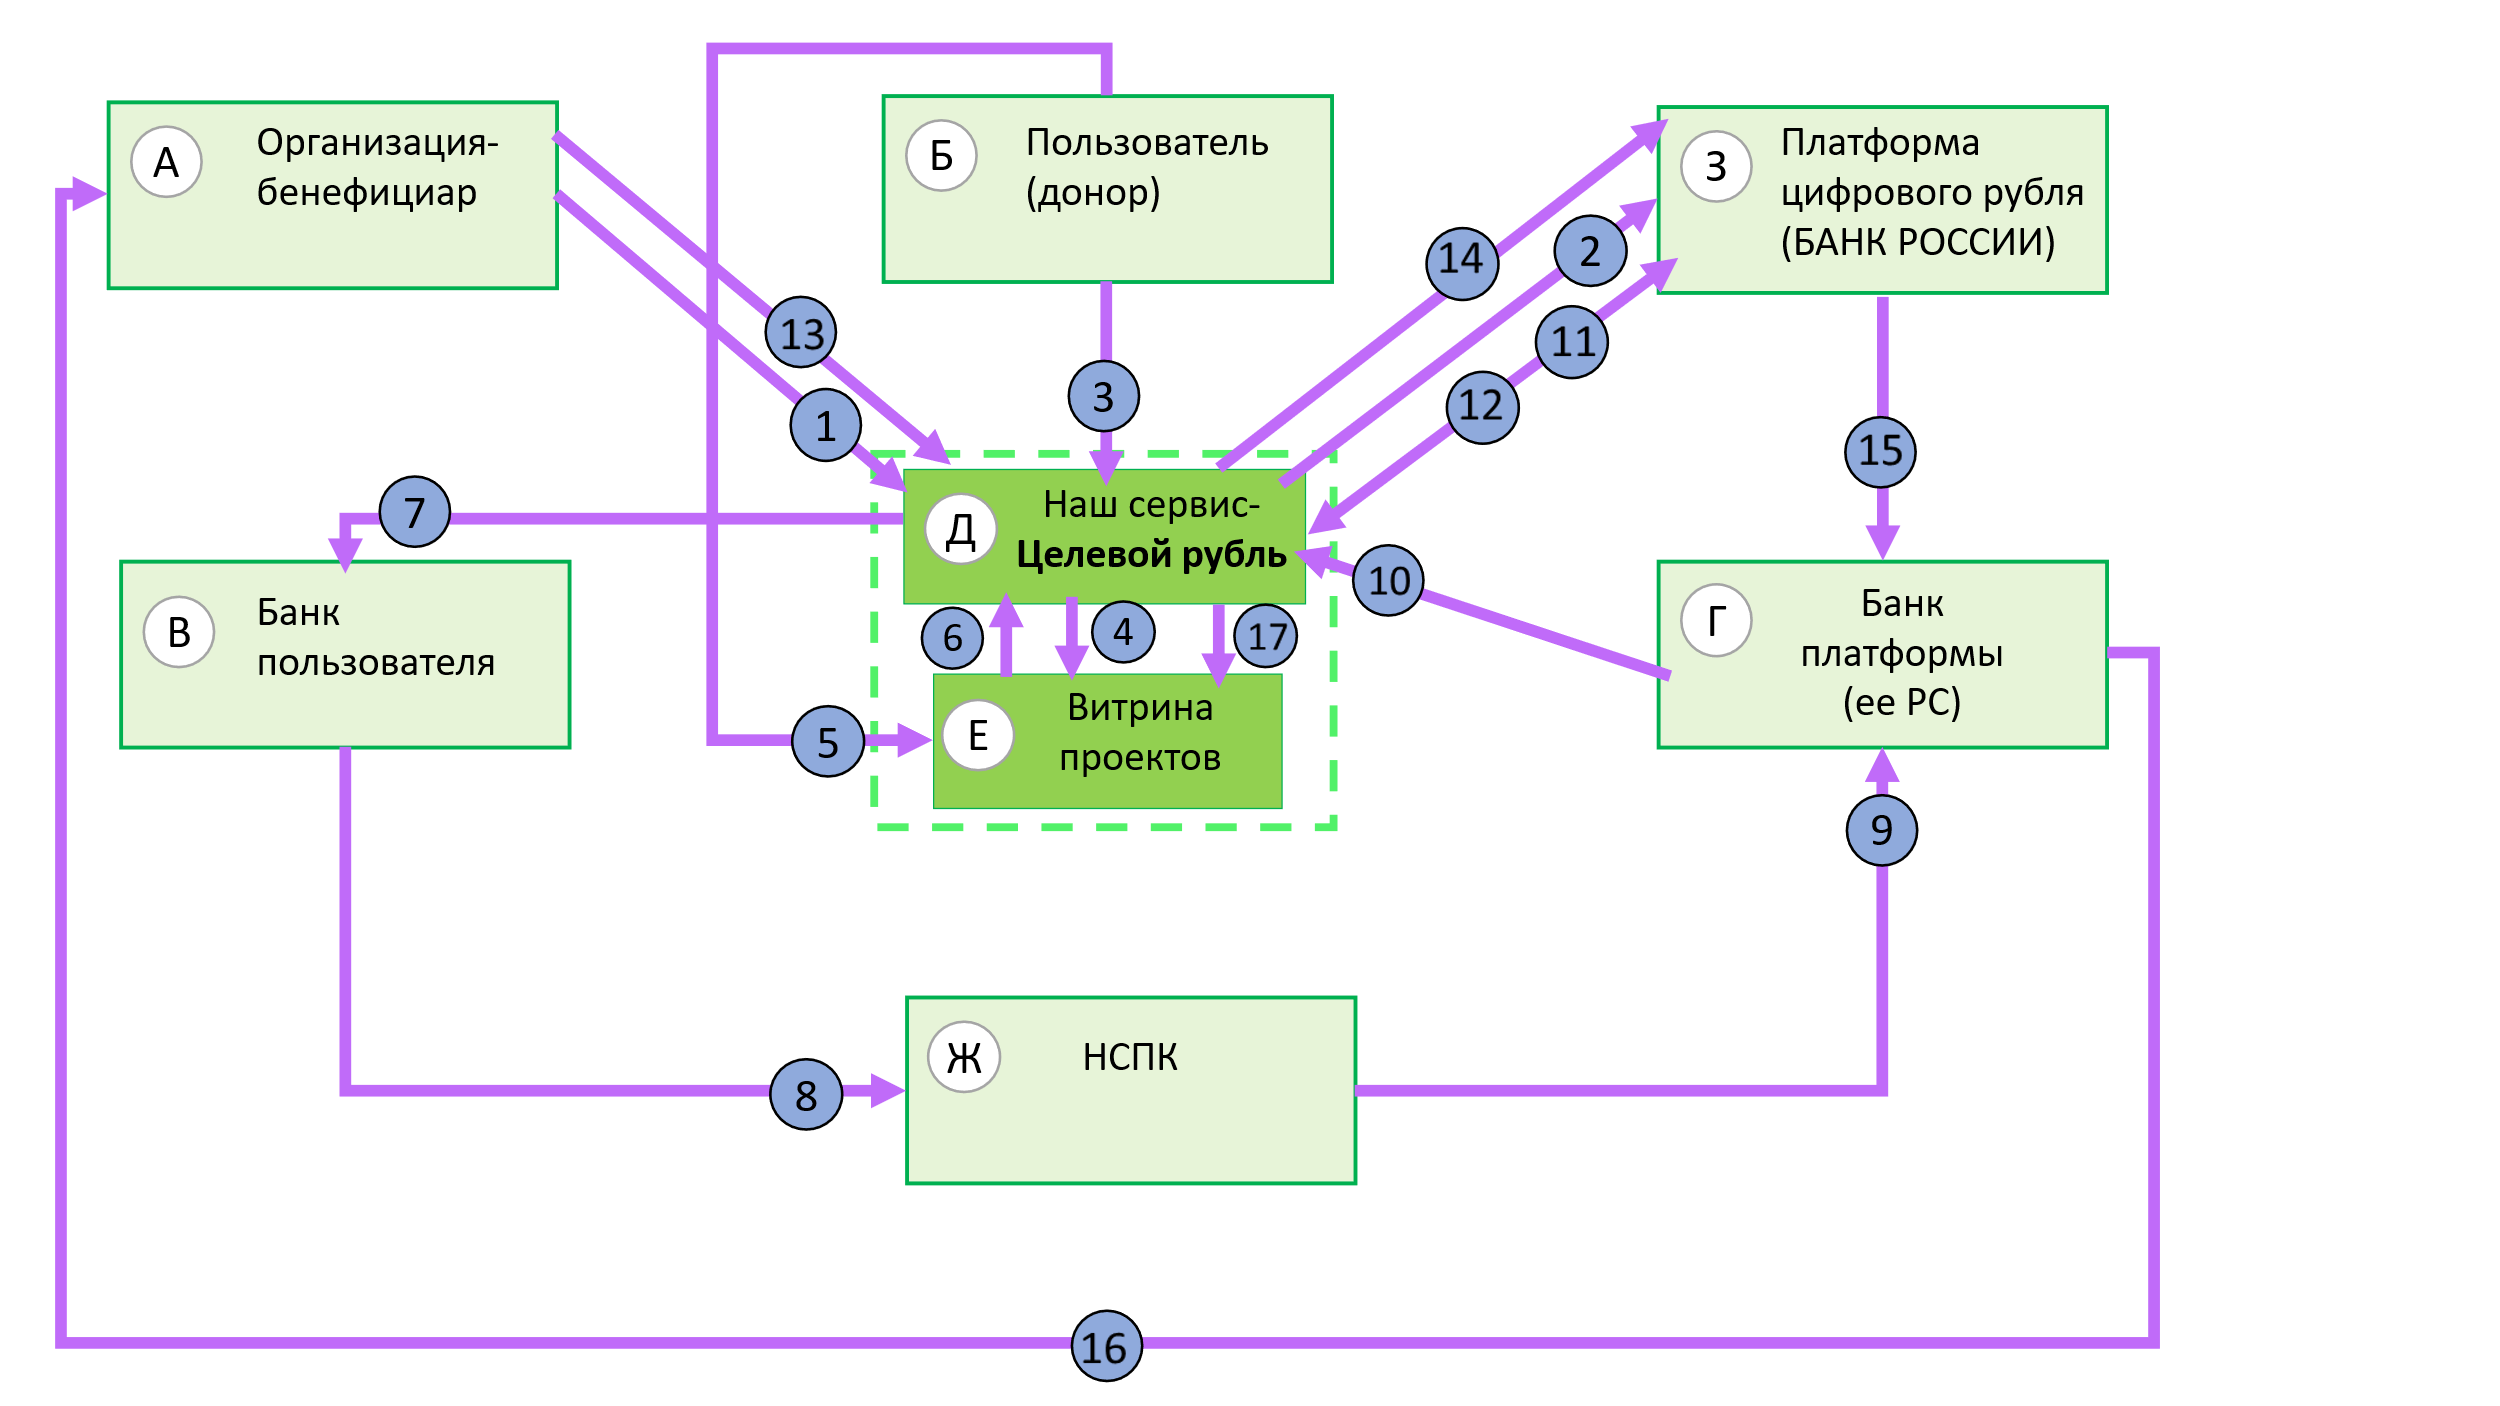 А
Организация-
бенефициар
Б
Пользователь
(донор)
З
Платформа
цифрового рубля
(БАНК РОССИИ)
14
2
13
11
3
12
1
15
7
Д
Наш сервис-
Целевой рубль
10
В
Банк
пользователя
6
4
17
Г
Банк
платформы
(ее РС)
5
Е
Витрина
проектов
9
Ж
НСПК
8
16